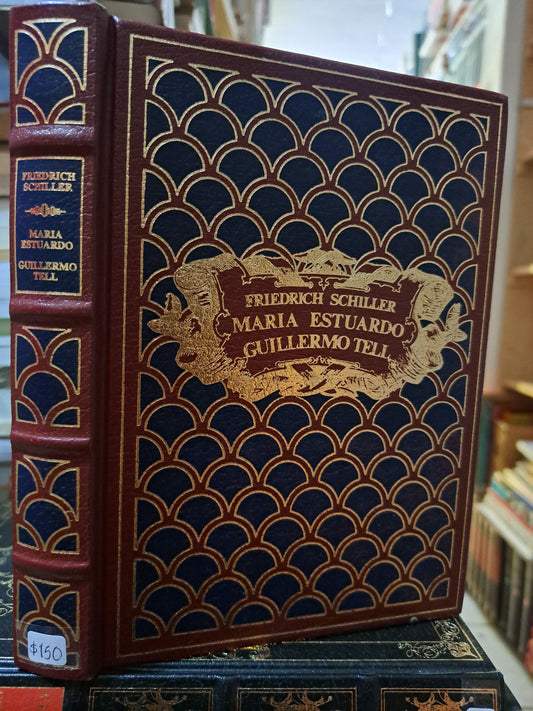 FRIEDRICH
SCHILLER
MARIA
ESTUARDO
GUILLERMO
TELL
$150
FRIEDRICH SCHILLER
MARIA ESTUARDO
GUILLERMO TELL